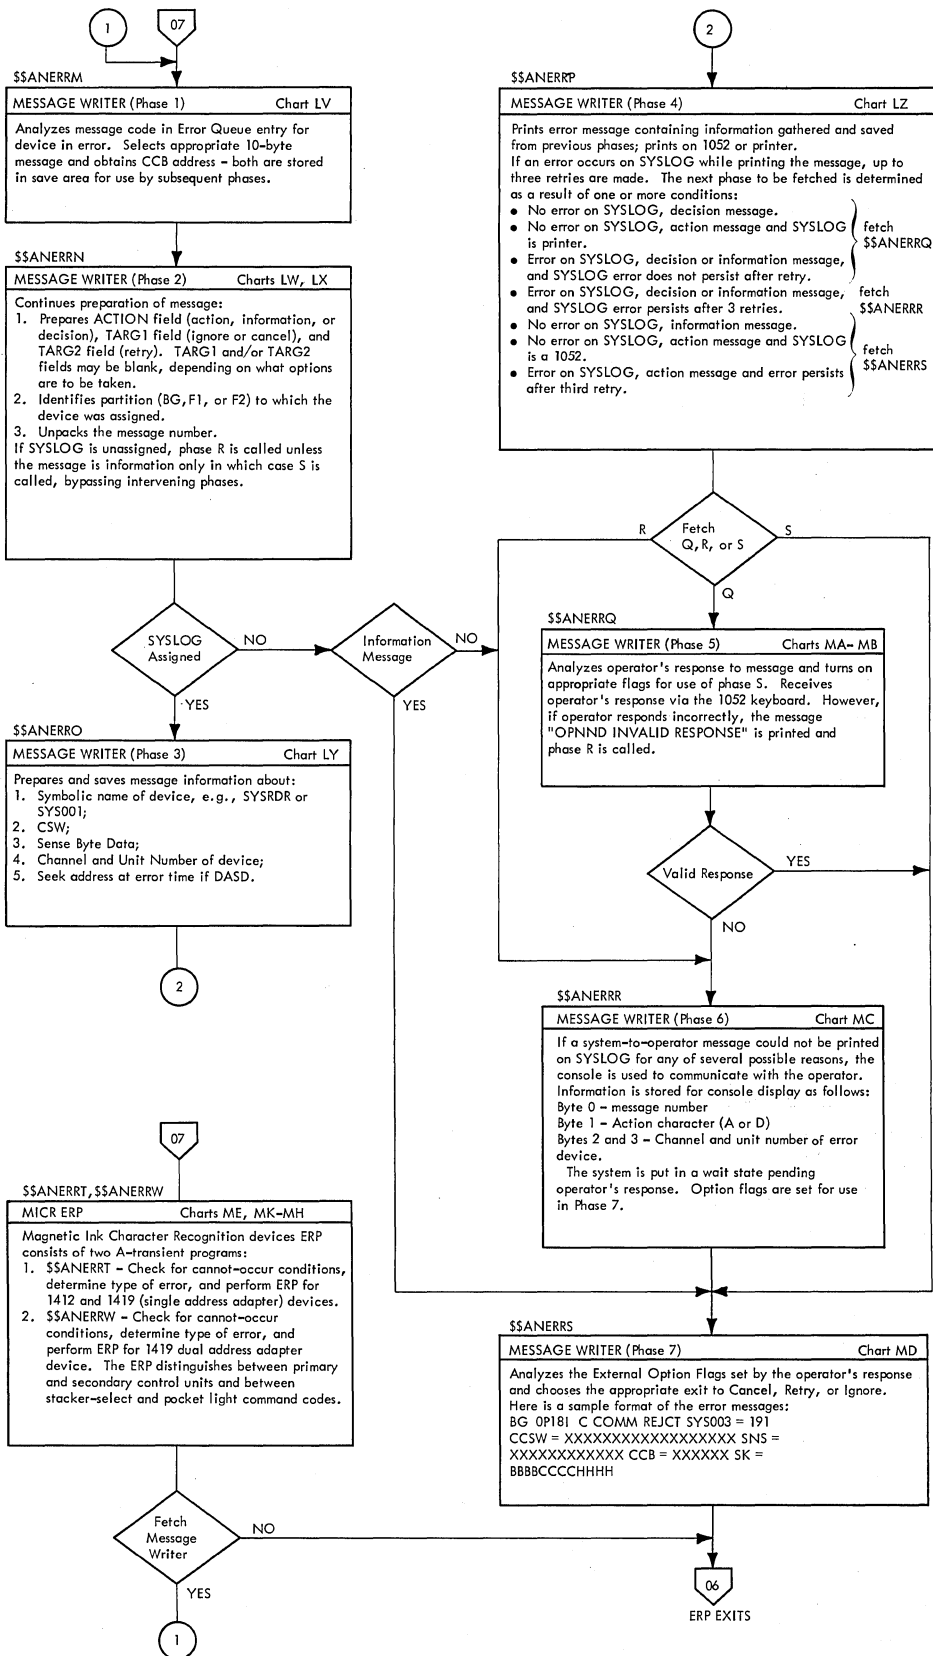 1
07
$$ANERRM
MESSAGE WRITER (Phase 1) Chart LV
Analyzes message code in Error Queue entry for
device in error. Selects appropriate 10-byte
message and obtains CCB address – both are stored
in save area for use by subsequent phases.
$$ANERRN
MESSAGE WRITER (Phase 2) Charts LW, LX
Continues preparation of message:
1. Prepares ACTION field (action, information, or
decision), TARG1 field (ignore or cancel), and
TARG2 field (retry). TARG1 and/or TARG2
fields may be blank, depending on what options
are to be taken.
2. Identifies partition (BG,F1, or F2) to which the
device was assigned.
3. Unpacks the message number.
If SYSLOG is unassigned, phase R is called unless
the message is information only in which case S is
called, bypassing intervening phases.
SYSLOG
Assigned
NO
YES
Information
Message
NO
YES
$$ANERRO
MESSAGE WRITER (Phase 3) Chart LY
Prepares and saves message information about:
1. Symbolic name of device, e.g., SYSRDR or
SYS001;
2. CSW;
3. Sense Byte Data;
4. Channel and Unit Number of device;
5. Seek address at error time if DASD.
2
07
$$ANERRT,$$ANERRW
MICR ERP Charts ME, MK-MH
Magnetic Ink Character Recognition devices ERP
consists of two A-transient programs:
1. $$ANERRT – Check for cannot-occur conditions,
determine type of error, and perform ERP for
1412 and 1419 (single address adapter) devices.
2. $$ANERRW – Check for cannot-occur
conditions, determine type of error, and
perform ERP for 1419 dual address adapter
device. The ERP distinguishes between primary
and secondary control units and between
stacker-select and pocket light command codes.
Fetch
Message
Writer
NO
YES
1
2
$$ANERRP
MESSAGE WRITER (Phase 4) Chart LZ
Prints error message containing information gathered and saved
from previous phases; prints on 1052 or printer.
If an error occurs on SYSLOG while printing the message, up to
three retries are made. The next phase to be fetched is determined
as a result of one or more conditions:
• No error on SYSLOG, decision message.
• No error on SYSLOG, action message and SYSLOG
is printer.
• Error on SYSLOG, decision or information message,
and SYSLOG error does not persist after retry.
fetch
$$ANERRQ
• Error on SYSLOG, decision or information message,
and SYSLOG error persists after 3 retries.
fetch
$$ANERRR
• No error on SYSLOG, information message.
• No error on SYSLOG, action message and SYSLOG
is a 1052.
• Error on SYSLOG, action message and error persists
after third retry.
fetch
$$ANERRS
R
Fetch
Q,R, or S
S
Q
$$ANERRQ
MESSAGE WRITER (Phase 5) Charts MA- MB
Analyzes operator's response to message and turns on
appropriate flags for use of phase S. Receives
operator's response via the 1052 keyboard. However,
if operator responds incorrectly, the message
"OPNND INVALID RESPONSE" is printed and
phase R is called.
Valid Response
YES
NO
$$ANERRR
MESSAGE WRITER (Phase 6) Chart MC
If a system-to-operator message could not be printed
on SYSLOG for any of several possible reasons, the
console is used to communicate with the operator.
Information is stored for console display as follows:
Byte 0 – message number
Byte 1 – Action character (A or D)
Bytes 2 and 3 – Channel and unit number of error
device.
The system is put in a wait state pending
operator's response. Option flags are set for use
in Phase 7.
$$ANERRS
MESSAGE WRITER (Phase 7) Chart MD
Analyzes the External Option Flags set by the operator's response
and chooses the appropriate exit to Cancel, Retry, or Ignore.
Here is a sample format of the error messages:
BG 0P18I C COMM REJCT SYS003 = 191
CCSW = XXXXXXXXXXXXXXXXXX SNS =
XXXXXXXXXXXX CCB = XXXXXX SK =
BBBBCCCCHHHH
06
ERP EXITS